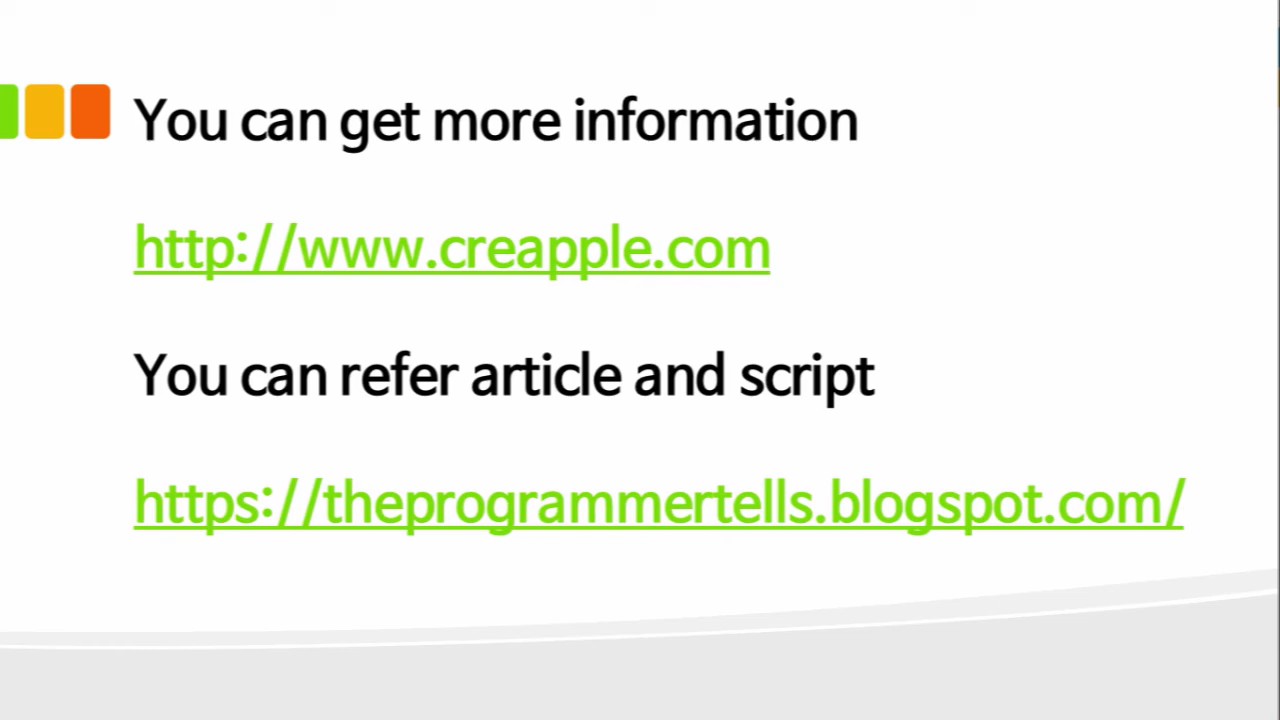 You can get more information
http://www.creapple.com
You can refer article and script
https://theprogrammertells.blogspot.com/